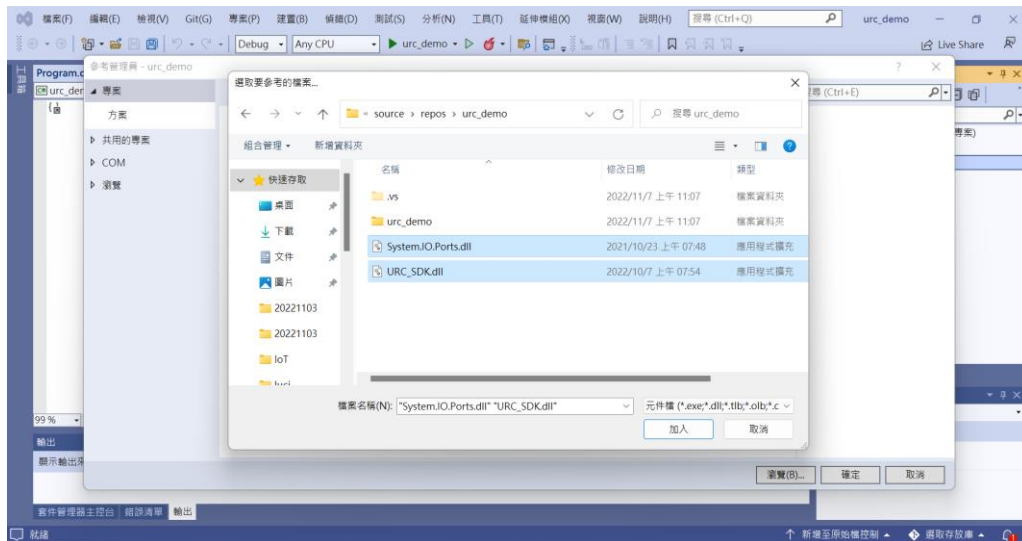 檔案(F) 編輯(E) 檢視(V) Git(G) 專案(P) 建置(B) 偵錯(D) 測試(S) 分析(N) 工具(T) 延伸模組(X) 視窗(W) 說明(H) 搜尋 (Ctrl+Q) urc_demo
Debug Any CPU urc_demo Live Share
工具箱
Program.c
參考管理員 - urc_demo
urc_der
專案
方案
共用的專案
COM
瀏覽
搜尋 (Ctrl+E)
專案)
選取要參考的檔案...
source › repos › urc_demo
搜尋 urc_demo
組合管理 新增資料夾
名稱 修改日期 類型
快速存取
桌面
下載
文件
圖片
20221103
20221103
IoT
luci
.vs 2022/11/7 上午 11:07 檔案資料夾
urc_demo 2022/11/7 上午 11:07 檔案資料夾
System.IO.Ports.dll 2021/10/23 上午 07:48 應用程式擴充
URC_SDK.dll 2022/10/7 上午 07:54 應用程式擴充
檔案名稱(N): "System.IO.Ports.dll" "URC_SDK.dll" 元件檔 (*.exe;*.dll;*.tlb;*.olb;*.c
加入 取消
瀏覽(B)... 確定 取消
99 %
輸出
顯示輸出來
套件管理器主控台 錯誤清單 輸出
就緒 新增至原始檔控制 選取存放庫